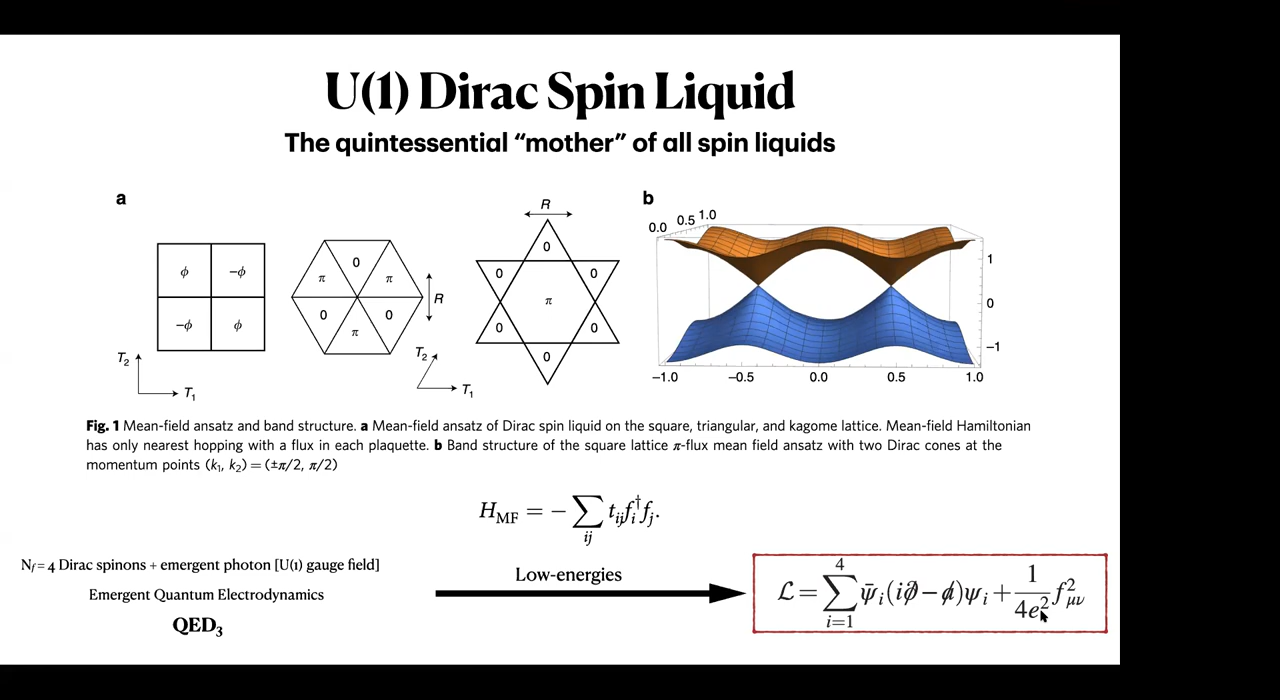 U(1) Dirac Spin Liquid
The quintessential “mother” of all spin liquids
a
ϕ −ϕ
−ϕ ϕ
T₂
T₁
0
π π
0 0
π
R
T₂
T₁
R
0
0 0
π
0 0
0
b
0.0 0.5 1.0
1
0
−1
−1.0 −0.5 0.0 0.5 1.0
Fig. 1 Mean-field ansatz and band structure. a Mean-field ansatz of Dirac spin liquid on the square, triangular, and kagome lattice. Mean-field Hamiltonian
has only nearest hopping with a flux in each plaquette. b Band structure of the square lattice π-flux mean field ansatz with two Dirac cones at the
momentum points (k₁, k₂) = (±π/2, π/2)
H_MF = − ∑_{ij} t_{ij} f_i^† f_j.
N_f = 4 Dirac spinons + emergent photon [U(1) gauge field]
Emergent Quantum Electrodynamics
QED₃
Low-energies
ℒ = ∑_{i=1}^{4} ψ̄_i (i∂̸ − a̸) ψ_i + 1/(4e²) f²_{μν}